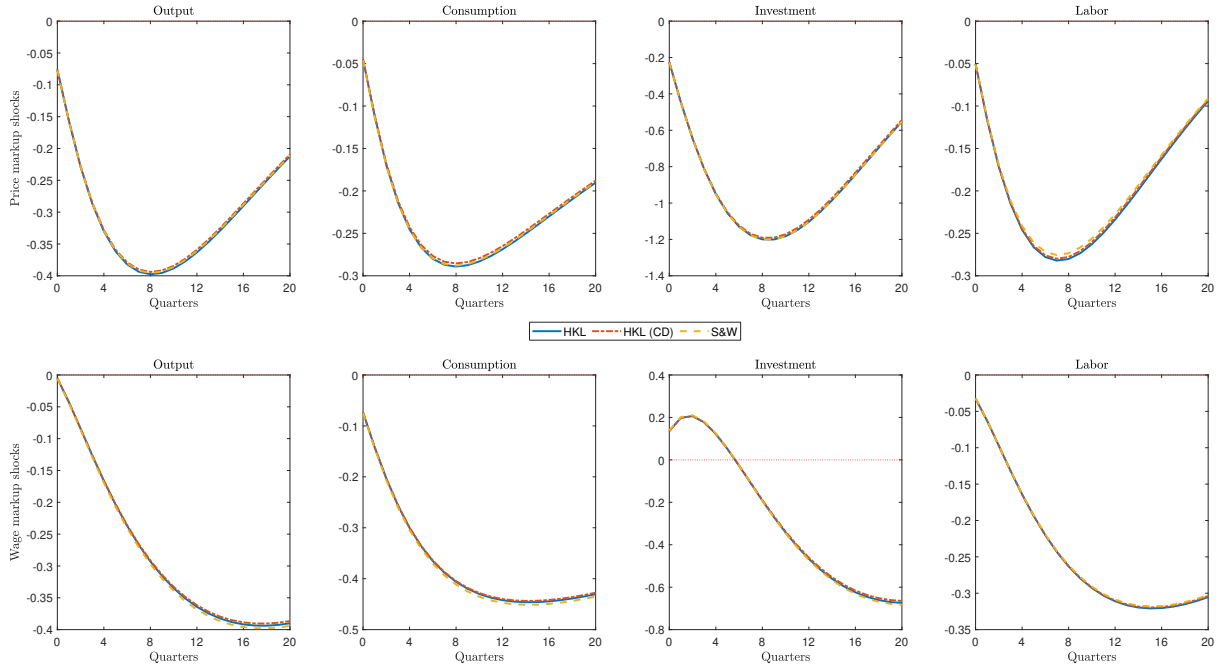 Output Consumption Investment Labor
Price markup shocks
0 0 0 0
-0.05 -0.2 -0.05
-0.05
-0.1 -0.4 -0.1
-0.1
-0.15 -0.6
-0.2 -0.15 -0.15
-0.8
-0.25 -0.2 -0.2
-1
-0.3
-0.25 -1.2 -0.25
-0.35
-0.4 -0.3 -1.4 -0.3
0 4 8 12 16 20 0 4 8 12 16 20 0 4 8 12 16 20 0 4 8 12 16 20
Quarters Quarters Quarters Quarters
HKL HKL (CD) S&W
Output Consumption Investment Labor
Wage markup shocks
0 0 0.4 0
-0.05 -0.05
-0.1 0.2
-0.1 -0.1
0
-0.15 -0.2
-0.15
-0.2 -0.2
-0.3 -0.2
-0.25
-0.4 -0.25
-0.3
-0.4
-0.6 -0.3
-0.35
-0.4 -0.5 -0.8 -0.35
0 4 8 12 16 20 0 4 8 12 16 20 0 4 8 12 16 20 0 4 8 12 16 20
Quarters Quarters Quarters Quarters